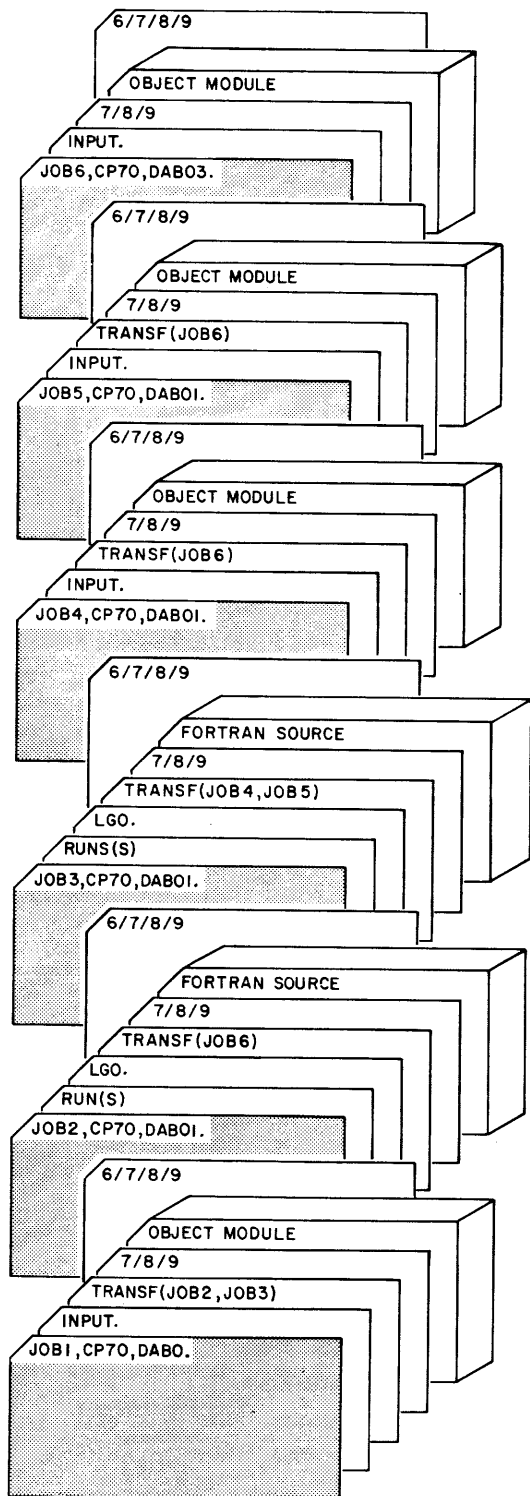 6/7/8/9
OBJECT MODULE
7/8/9
INPUT.
JOB6,CP70,DAB03.
6/7/8/9
OBJECT MODULE
7/8/9
TRANSF(JOB6)
INPUT.
JOB5,CP70,DAB01.
6/7/8/9
OBJECT MODULE
7/8/9
TRANSF(JOB6)
INPUT.
JOB4,CP70,DAB01.
6/7/8/9
FORTRAN SOURCE
7/8/9
TRANSF(JOB4,JOB5)
LGO.
RUNS(S)
JOB3,CP70,DAB01.
6/7/8/9
FORTRAN SOURCE
7/8/9
TRANSF(JOB6)
LGO.
RUN(S)
JOB2,CP70,DAB01.
6/7/8/9
OBJECT MODULE
7/8/9
TRANSF(JOB2,JOB3)
INPUT.
JOB1,CP70,DAB0.